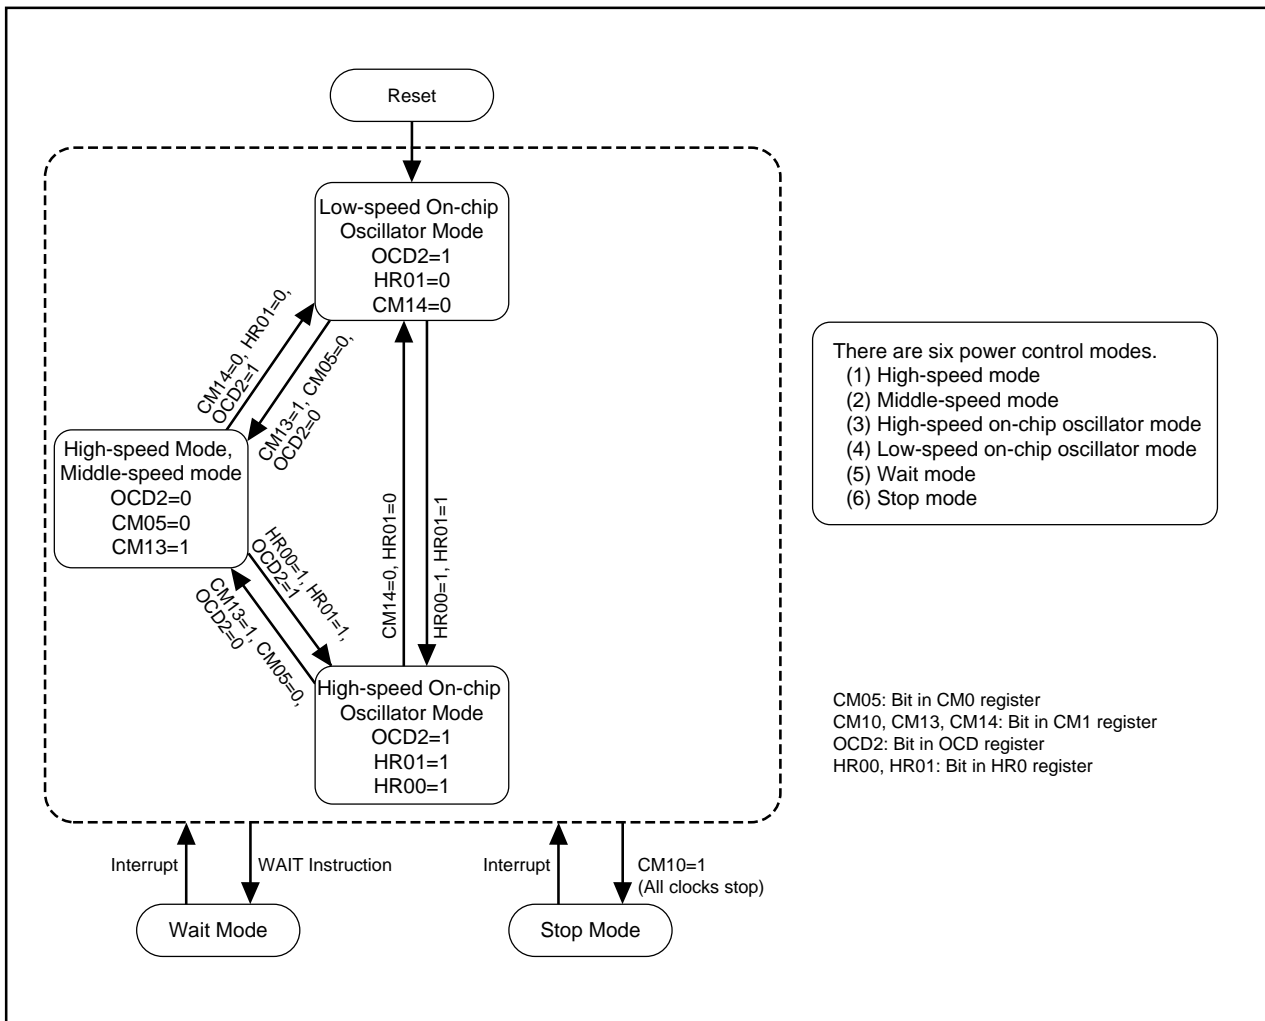 Reset
Low-speed On-chip
Oscillator Mode
OCD2=1
HR01=0
CM14=0
CM14=0, HR01=0,
OCD2=1
CM13=1, CM05=0,
OCD2=0
High-speed Mode,
Middle-speed mode
OCD2=0
CM05=0
CM13=1
HR00=1, HR01=1,
OCD2=1
CM13=1, CM05=0,
OCD2=0
CM14=0, HR01=0
HR00=1, HR01=1
High-speed On-chip
Oscillator Mode
OCD2=1
HR01=1
HR00=1
There are six power control modes.
(1) High-speed mode
(2) Middle-speed mode
(3) High-speed on-chip oscillator mode
(4) Low-speed on-chip oscillator mode
(5) Wait mode
(6) Stop mode
CM05: Bit in CM0 register
CM10, CM13, CM14: Bit in CM1 register
OCD2: Bit in OCD register
HR00, HR01: Bit in HR0 register
Interrupt
WAIT Instruction
Interrupt
CM10=1
(All clocks stop)
Wait Mode
Stop Mode